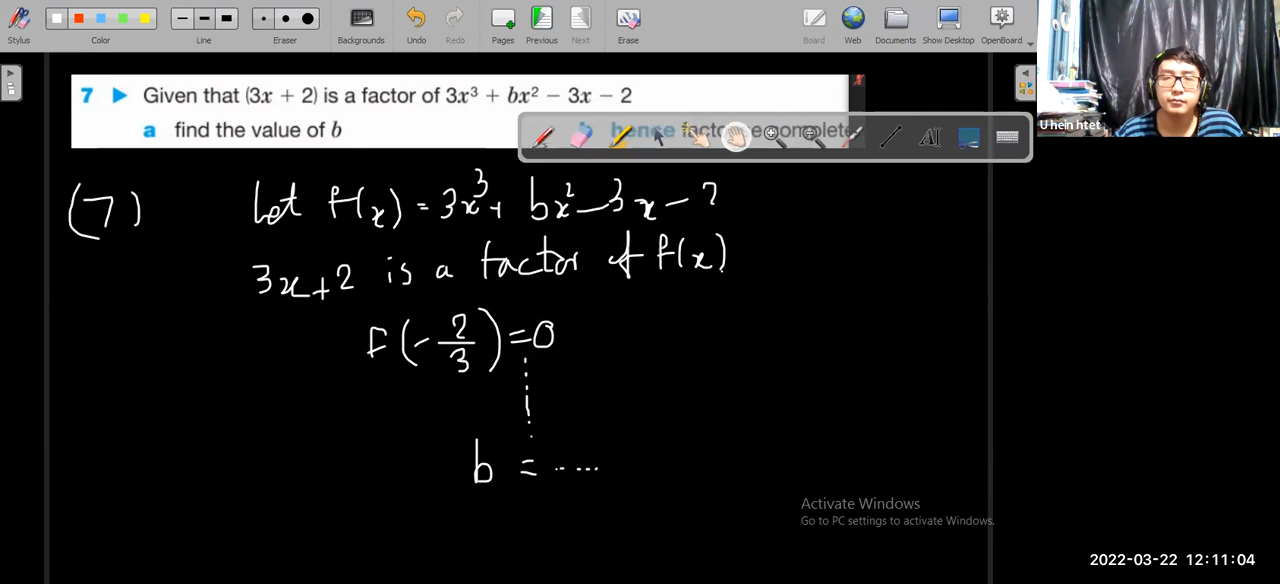 Stylus Color Line Eraser Backgrounds Undo Redo Pages Previous Next Erase Board Web Documents Show Desktop OpenBoard
7 ▶ Given that (3x + 2) is a factor of 3x³ + bx² − 3x − 2
a find the value of b hence complete
U hein htet
(7) Let f(x) = 3x³ + bx² − 3x − 2
3x+2 is a factor of f(x)
f(-2/3) = 0
b = .....
Activate Windows
Go to PC settings to activate Windows.
2022-03-22 12:11:04